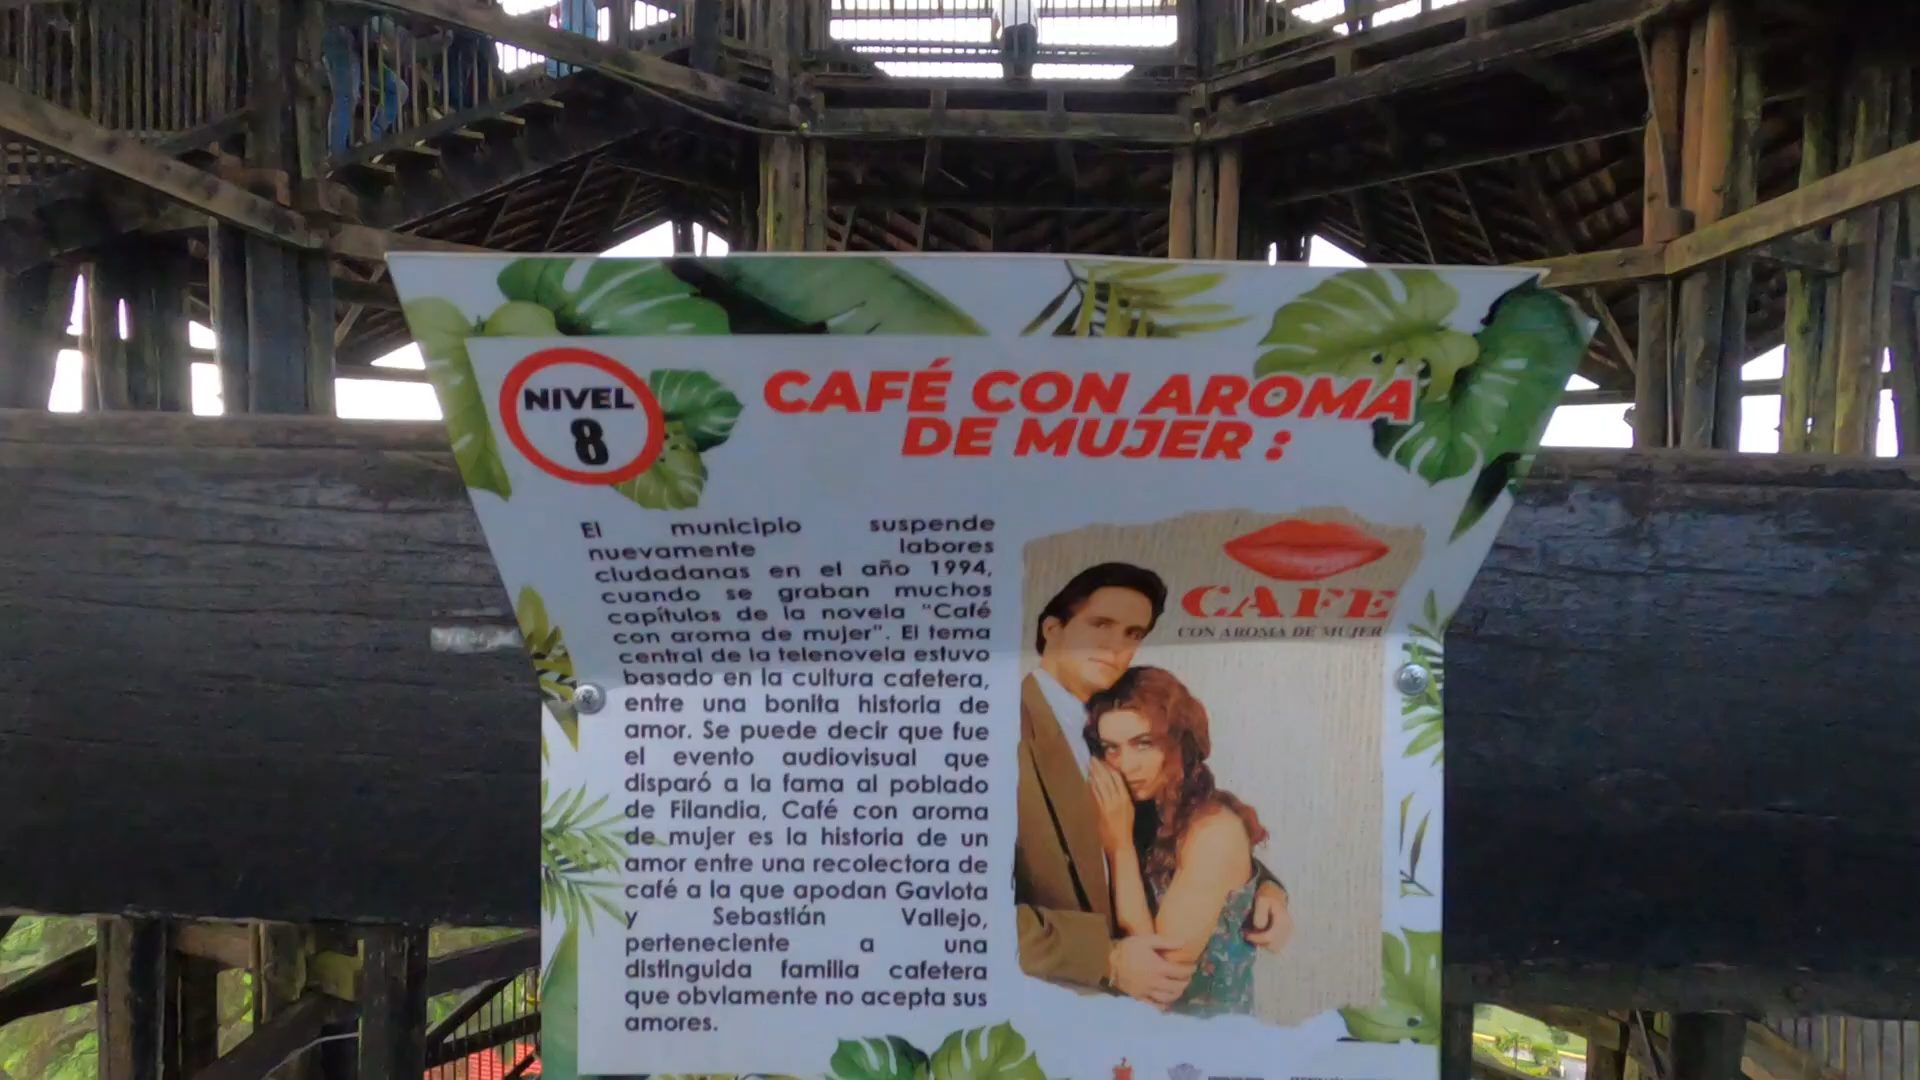 NIVEL
8
CAFÉ CON AROMA
DE MUJER :
El municipio suspende
nuevamente labores
ciudadanas en el año 1994,
cuando se graban muchos
capítulos de la novela "Café
con aroma de mujer". El tema
central de la telenovela estuvo
basado en la cultura cafetera,
entre una bonita historia de
amor. Se puede decir que fue
el evento audiovisual que
disparó a la fama al poblado
de Filandia, Café con aroma
de mujer es la historia de un
amor entre una recolectora de
café a la que apodan Gaviota
y Sebastián Vallejo,
perteneciente a una
distinguida familia cafetera
que obviamente no acepta sus
amores.
CAFE
CON AROMA DE MUJER